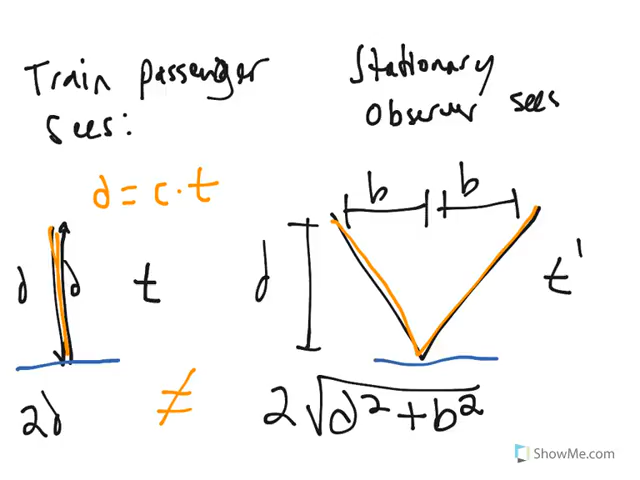 Train passenger
sees:
d = c · t
d
d
t
2d
≠
Stationary
Observer sees
b
b
d
t'
2√d²+b²
ShowMe.com